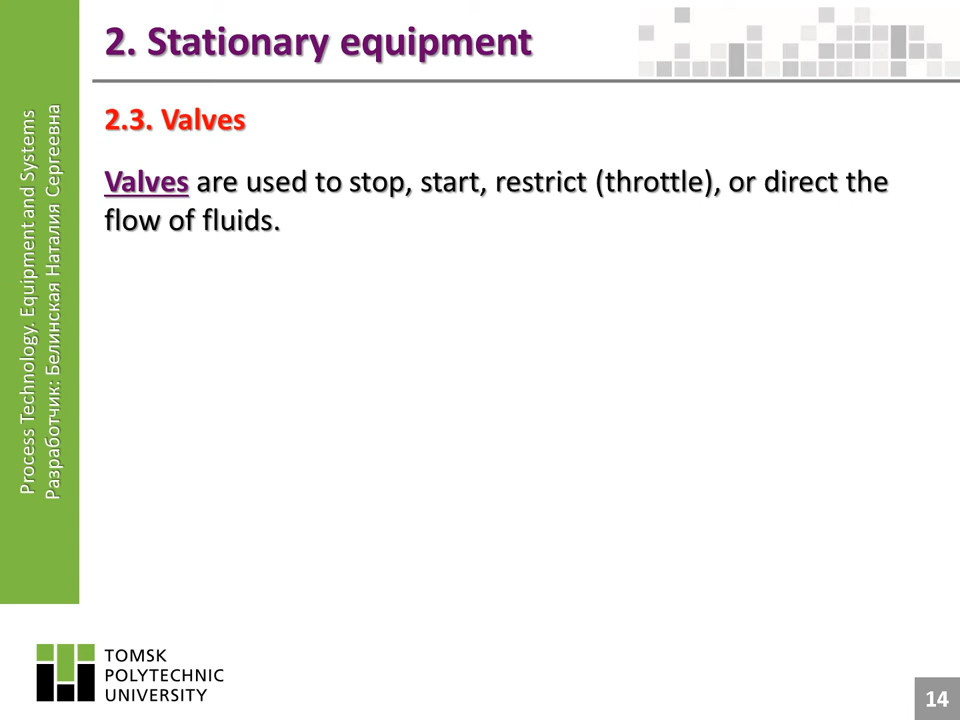 2. Stationary equipment
2.3. Valves
Valves are used to stop, start, restrict (throttle), or direct the
flow of fluids.
Process Technology. Equipment and Systems
Разработчик: Белинская Наталия Сергеевна
TOMSK
POLYTECHNIC
UNIVERSITY
14